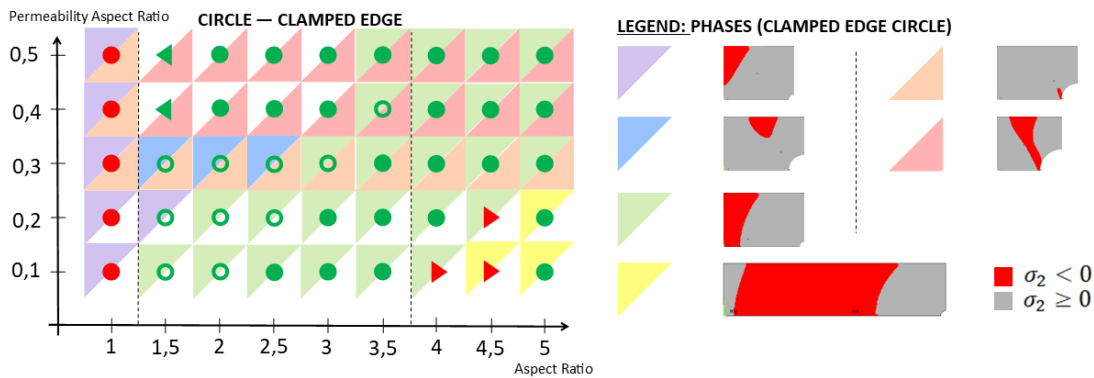 Permeability Aspect Ratio
CIRCLE — CLAMPED EDGE
0,5
0,4
0,3
0,2
0,1
1 1,5 2 2,5 3 3,5 4 4,5 5
Aspect Ratio
LEGEND: PHASES (CLAMPED EDGE CIRCLE)
σ₂ < 0
σ₂ ≥ 0